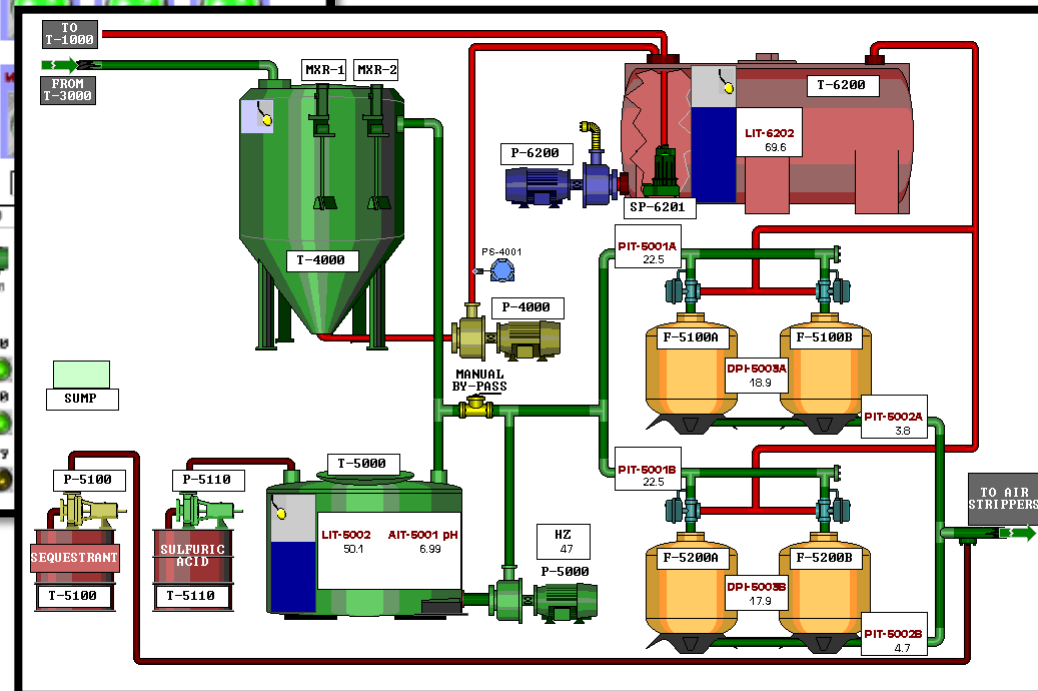 TO
T-1000
FROM
T-3000
MXR-1
MXR-2
T-6200
LIT-6202
69.6
P-6200
SP-6201
PIT-5001A
22.5
PS-4001
T-4000
P-4000
F-5100A
F-5100B
DPI-5003A
18.9
MANUAL
BY-PASS
SUMP
PIT-5002A
3.8
T-5000
P-5100
P-5110
PIT-5001B
22.5
TO AIR
STRIPPERS
LIT-5002
50.1
AIT-5001 pH
6.99
HZ
47
P-5000
SEQUESTRANT
SULFURIC
ACID
T-5100
T-5110
F-5200A
F-5200B
DPI-5003B
17.9
PIT-5002B
4.7